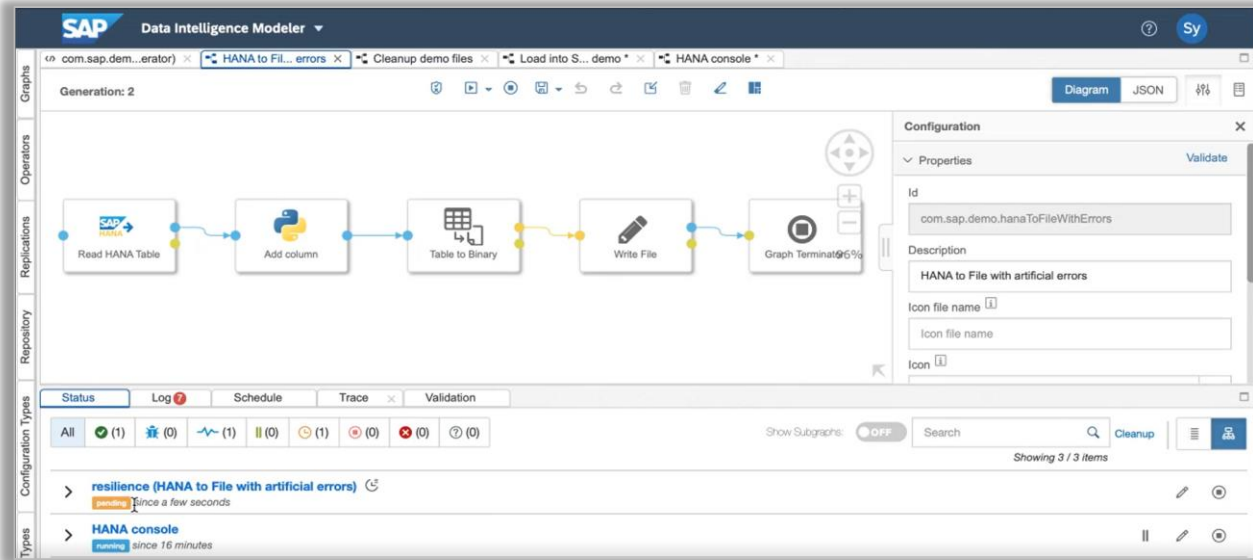 SAP Data Intelligence Modeler Sy
com.sap.dem...erator) HANA to Fil... errors Cleanup demo files Load into S... demo * HANA console *
Generation: 2 Diagram JSON
Graphs
Operators
Replications
Repository
Configuration Types
Types
SAP HANA
Read HANA Table
Add column
Table to Binary
Write File
Graph Terminator
96%
Configuration
Properties Validate
Id
com.sap.demo.hanaToFileWithErrors
Description
HANA to File with artificial errors
Icon file name
Icon file name
Icon
Status Log 7 Schedule Trace Validation
All (1) (0) (1) (0) (1) (0) (0) (0) Show Subgraphs: OFF Search Cleanup
Showing 3 / 3 items
resilience (HANA to File with artificial errors)
pending since a few seconds
HANA console
running since 16 minutes